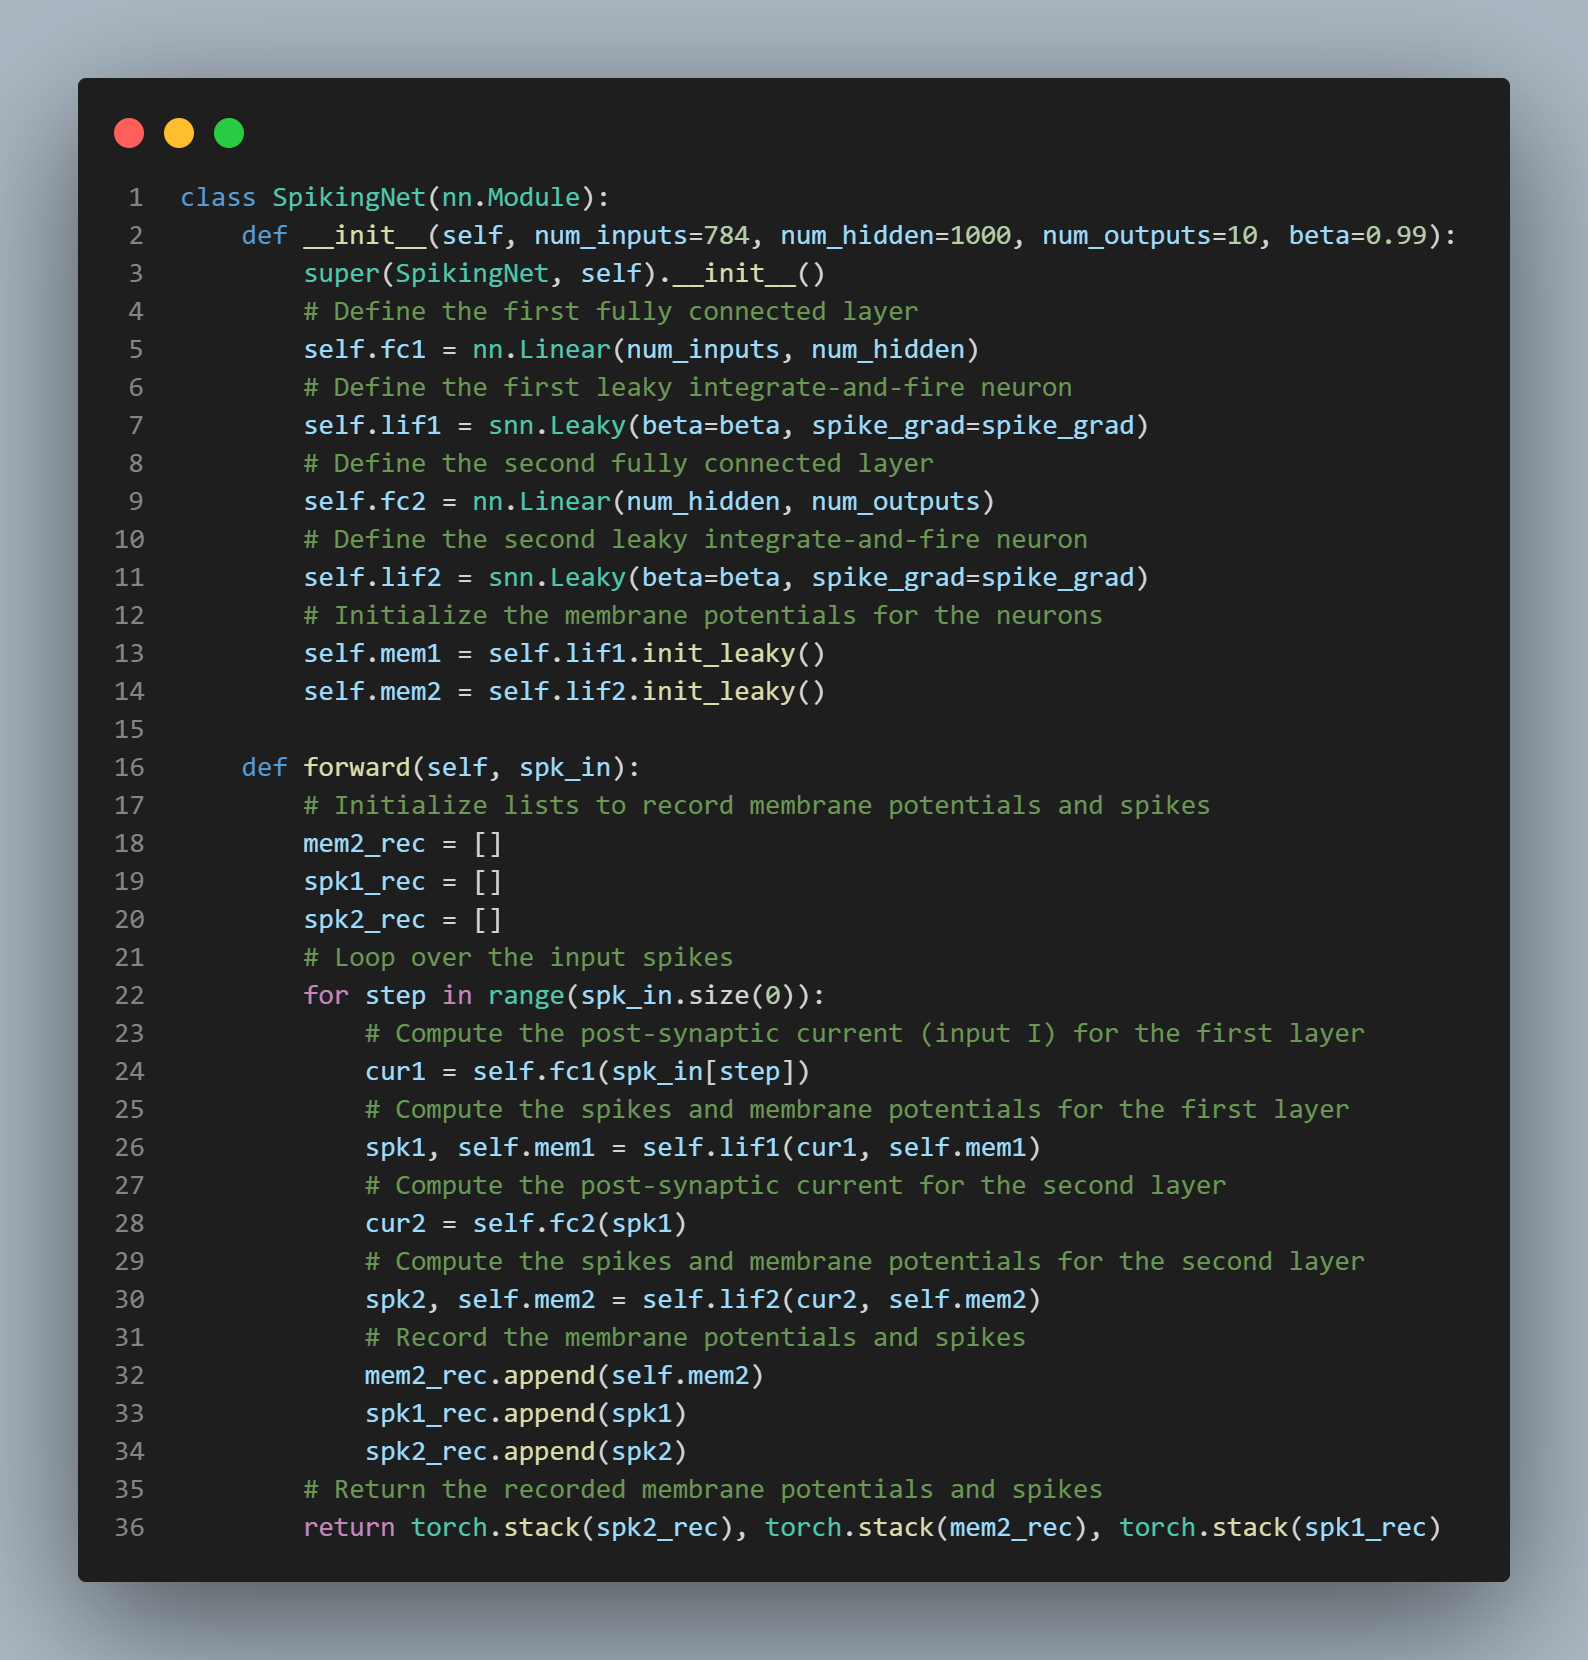 1 class SpikingNet(nn.Module):
2     def __init__(self, num_inputs=784, num_hidden=1000, num_outputs=10, beta=0.99):
3         super(SpikingNet, self).__init__()
4         # Define the first fully connected layer
5         self.fc1 = nn.Linear(num_inputs, num_hidden)
6         # Define the first leaky integrate-and-fire neuron
7         self.lif1 = snn.Leaky(beta=beta, spike_grad=spike_grad)
8         # Define the second fully connected layer
9         self.fc2 = nn.Linear(num_hidden, num_outputs)
10         # Define the second leaky integrate-and-fire neuron
11         self.lif2 = snn.Leaky(beta=beta, spike_grad=spike_grad)
12         # Initialize the membrane potentials for the neurons
13         self.mem1 = self.lif1.init_leaky()
14         self.mem2 = self.lif2.init_leaky()
15
16     def forward(self, spk_in):
17         # Initialize lists to record membrane potentials and spikes
18         mem2_rec = []
19         spk1_rec = []
20         spk2_rec = []
21         # Loop over the input spikes
22         for step in range(spk_in.size(0)):
23             # Compute the post-synaptic current (input I) for the first layer
24             cur1 = self.fc1(spk_in[step])
25             # Compute the spikes and membrane potentials for the first layer
26             spk1, self.mem1 = self.lif1(cur1, self.mem1)
27             # Compute the post-synaptic current for the second layer
28             cur2 = self.fc2(spk1)
29             # Compute the spikes and membrane potentials for the second layer
30             spk2, self.mem2 = self.lif2(cur2, self.mem2)
31             # Record the membrane potentials and spikes
32             mem2_rec.append(self.mem2)
33             spk1_rec.append(spk1)
34             spk2_rec.append(spk2)
35         # Return the recorded membrane potentials and spikes
36         return torch.stack(spk2_rec), torch.stack(mem2_rec), torch.stack(spk1_rec)